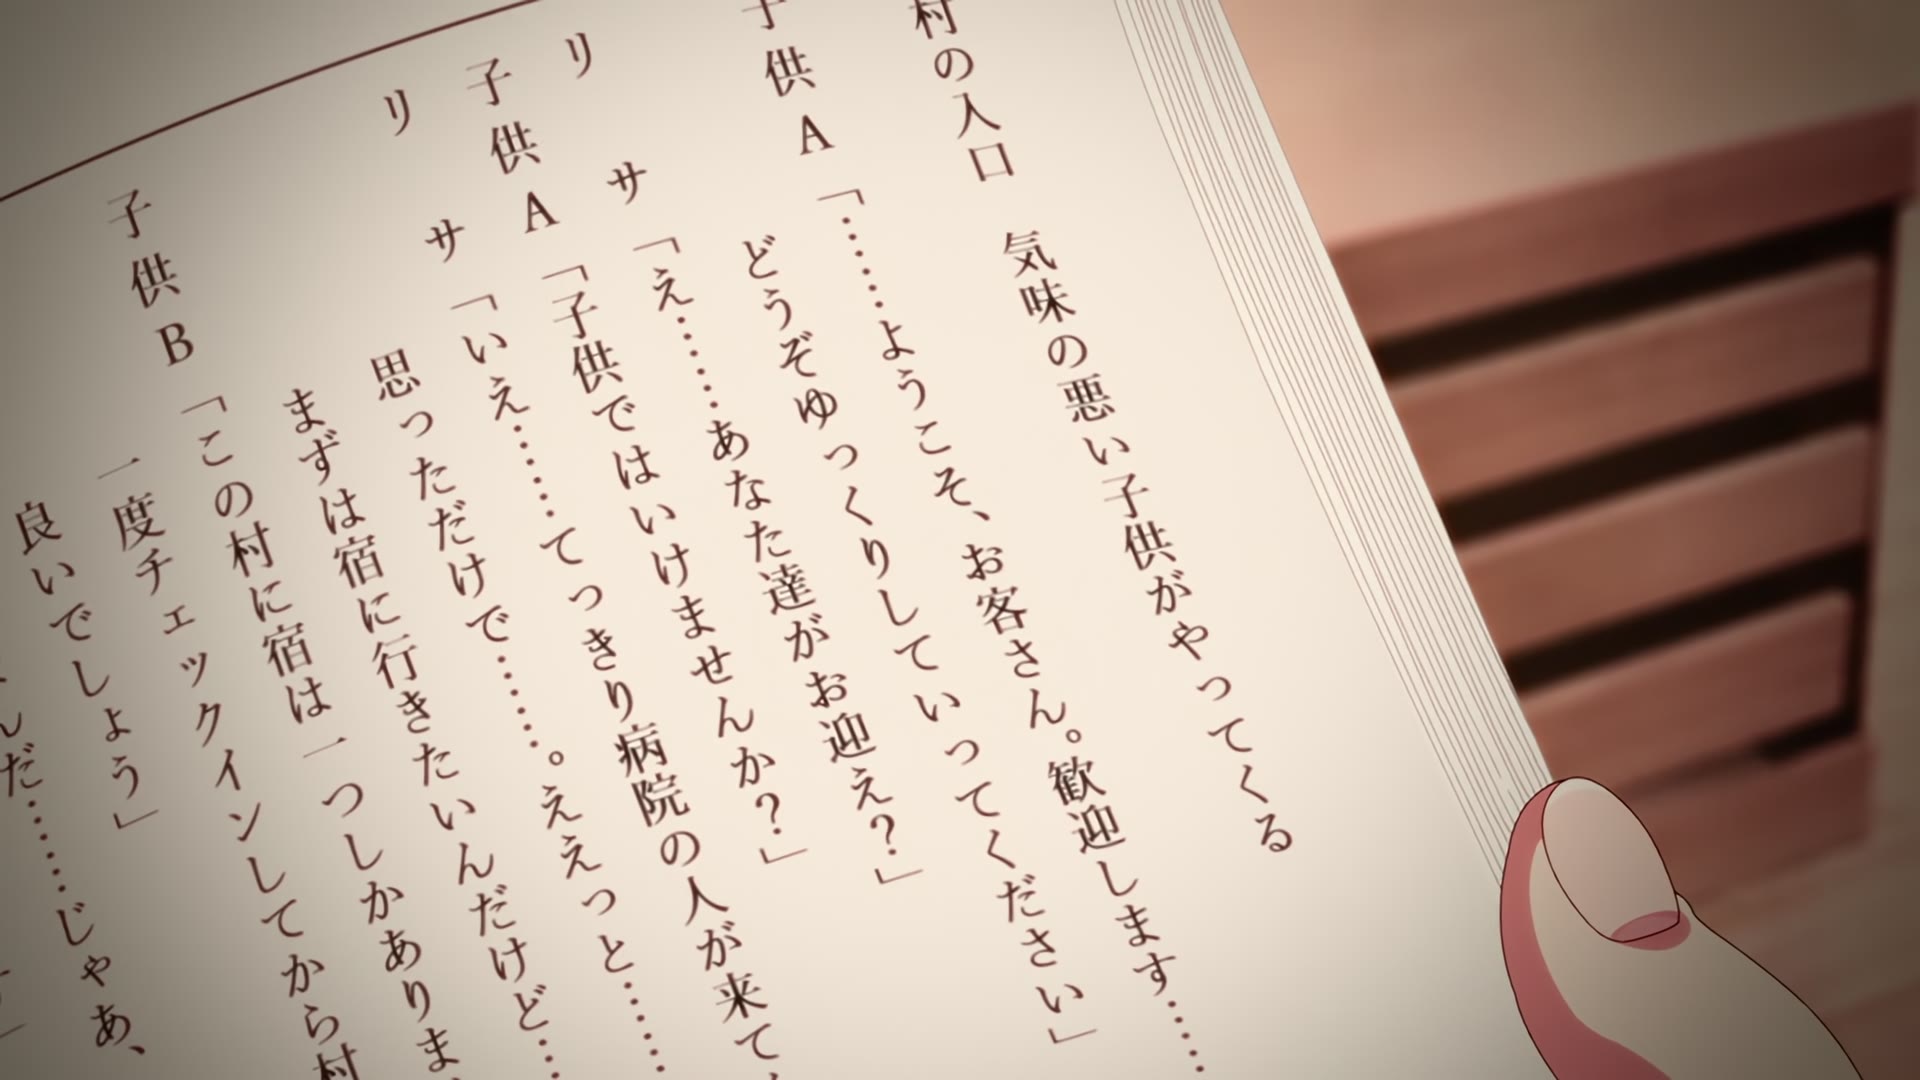 村の入口　気味の悪い子供がやってくる
子供A「……ようこそ、お客さん。歓迎します……
どうぞゆっくりしていってください」
リサ「え……あなた達がお迎え？」
子供A「子供ではいけませんか？」
リサ「いえ……てっきり病院の人が来て
思っただけで……。ええっと……
まずは宿に行きたいんだけど…
子供B「この村に宿は一つしかありま
一度チェックインしてから村
良いでしょう」
んだ……じゃあ、